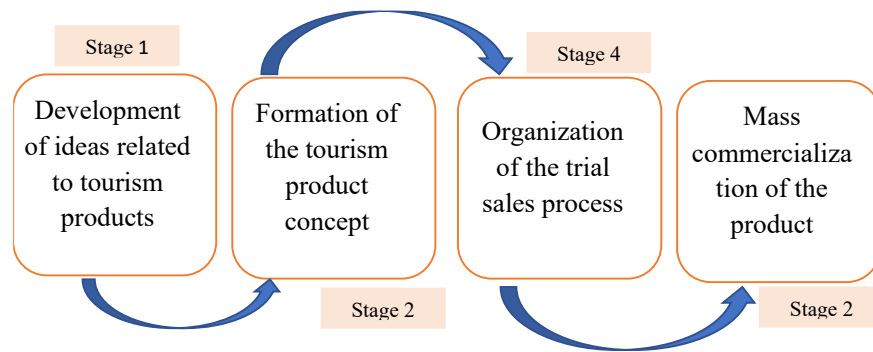 Stage 1
Development
of ideas related
to tourism
products
Formation of
the tourism
product
concept
Stage 2
Stage 4
Organization
of the trial
sales process
Mass
commercializa
tion of the
product
Stage 2